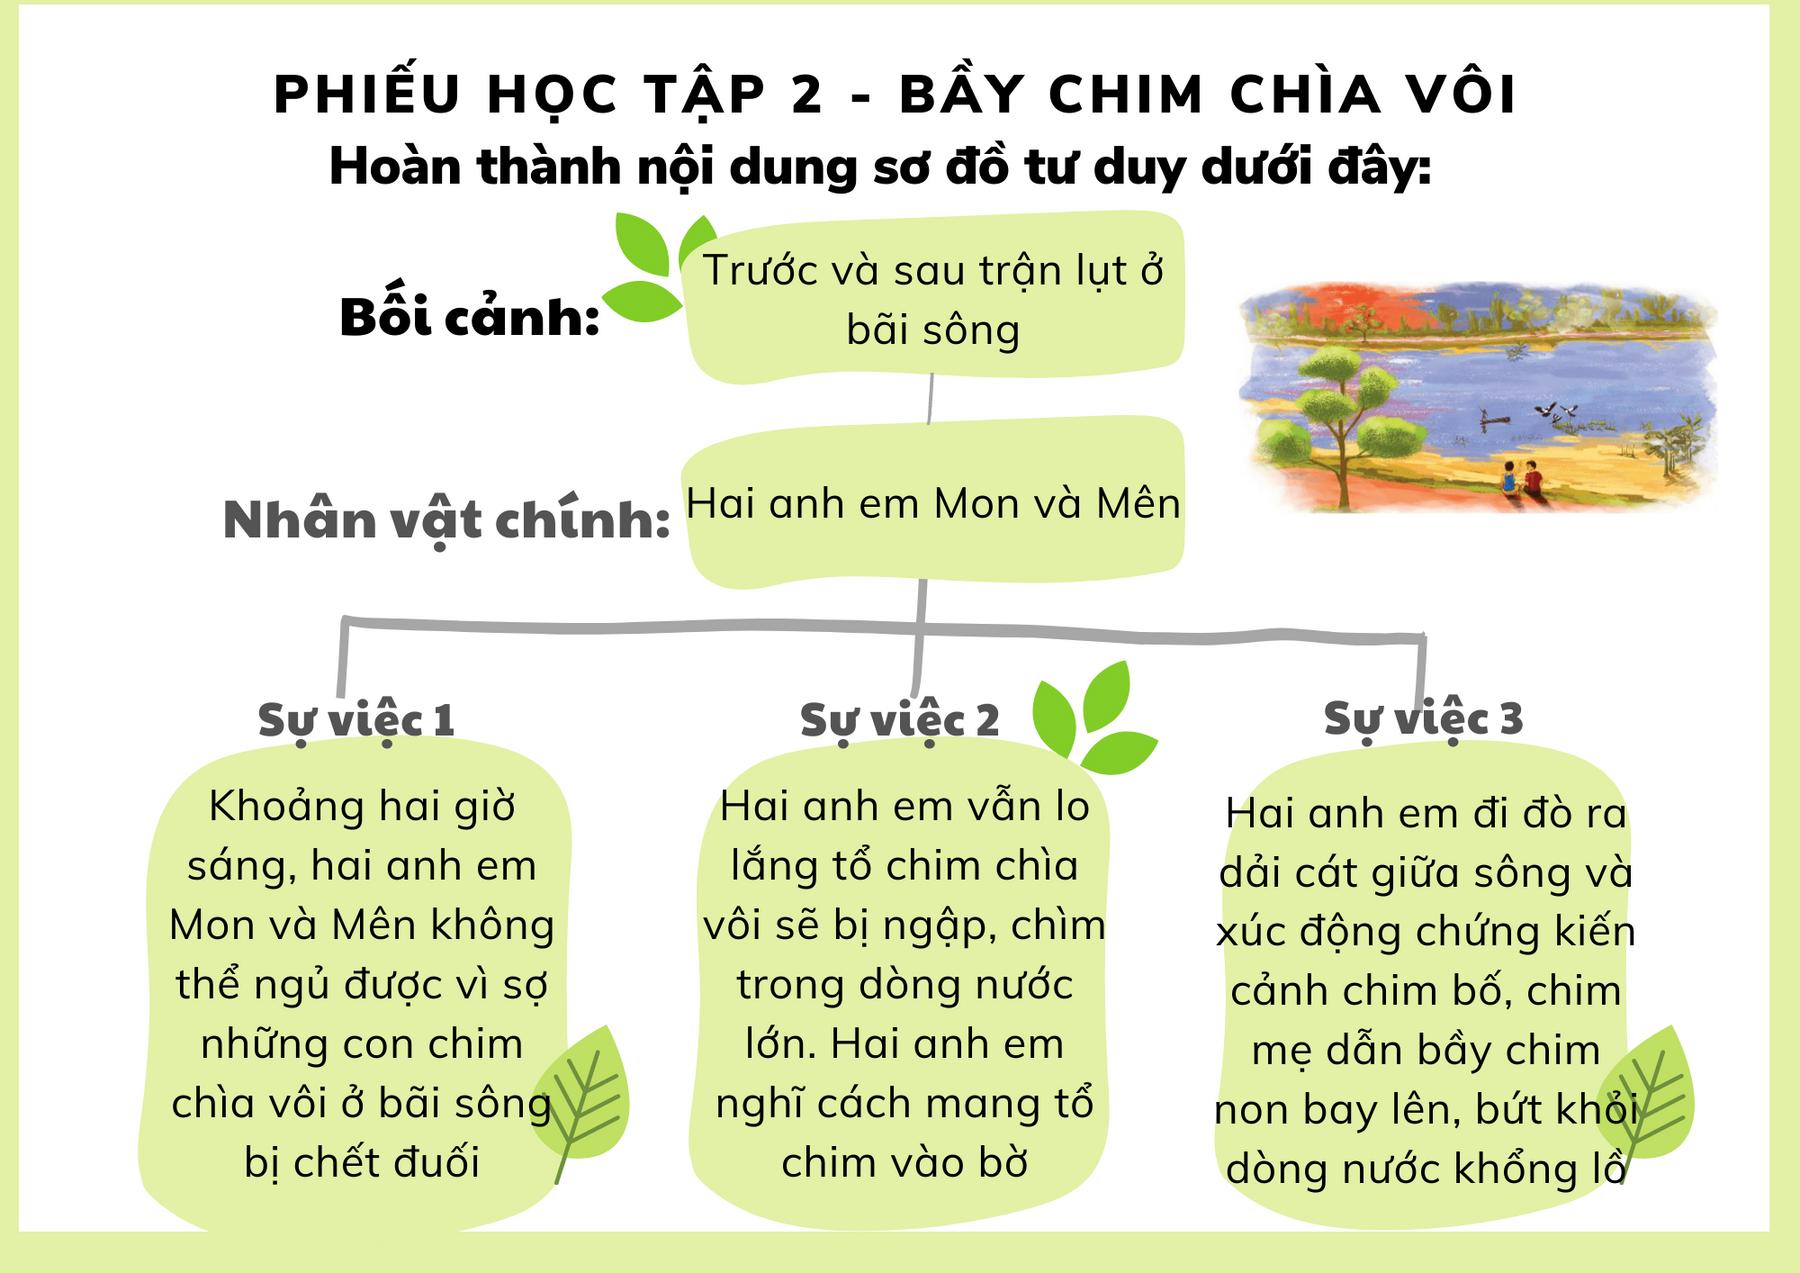 PHIẾU HỌC TẬP 2 - BẦY CHIM CHÌA VÔI
Hoàn thành nội dung sơ đồ tư duy dưới đây:
Bối cảnh:
Trước và sau trận lụt ở
bãi sông
Nhân vật chính:
Hai anh em Mon và Mên
Sự việc 1
Khoảng hai giờ
sáng, hai anh em
Mon và Mên không
thể ngủ được vì sợ
những con chim
chìa vôi ở bãi sông
bị chết đuối
Sự việc 2
Hai anh em vẫn lo
lắng tổ chim chìa
vôi sẽ bị ngập, chìm
trong dòng nước
lớn. Hai anh em
nghĩ cách mang tổ
chim vào bờ
Sự việc 3
Hai anh em đi đò ra
dải cát giữa sông và
xúc động chứng kiến
cảnh chim bố, chim
mẹ dẫn bầy chim
non bay lên, bứt khỏi
dòng nước khổng lồ